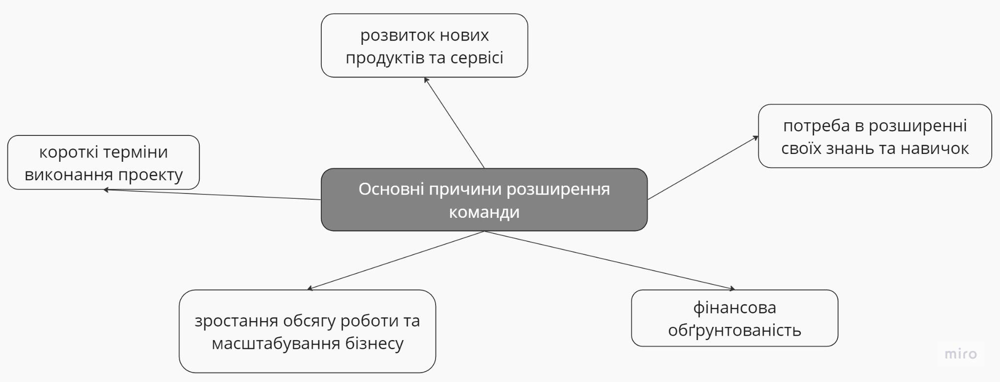 розвиток нових
продуктів та сервісі
потреба в розширенні
своїх знань та навичок
короткі терміни
виконання проекту
Основні причини розширення
команди
зростання обсягу роботи та
масштабування бізнесу
фінансова
обґрунтованість
miro